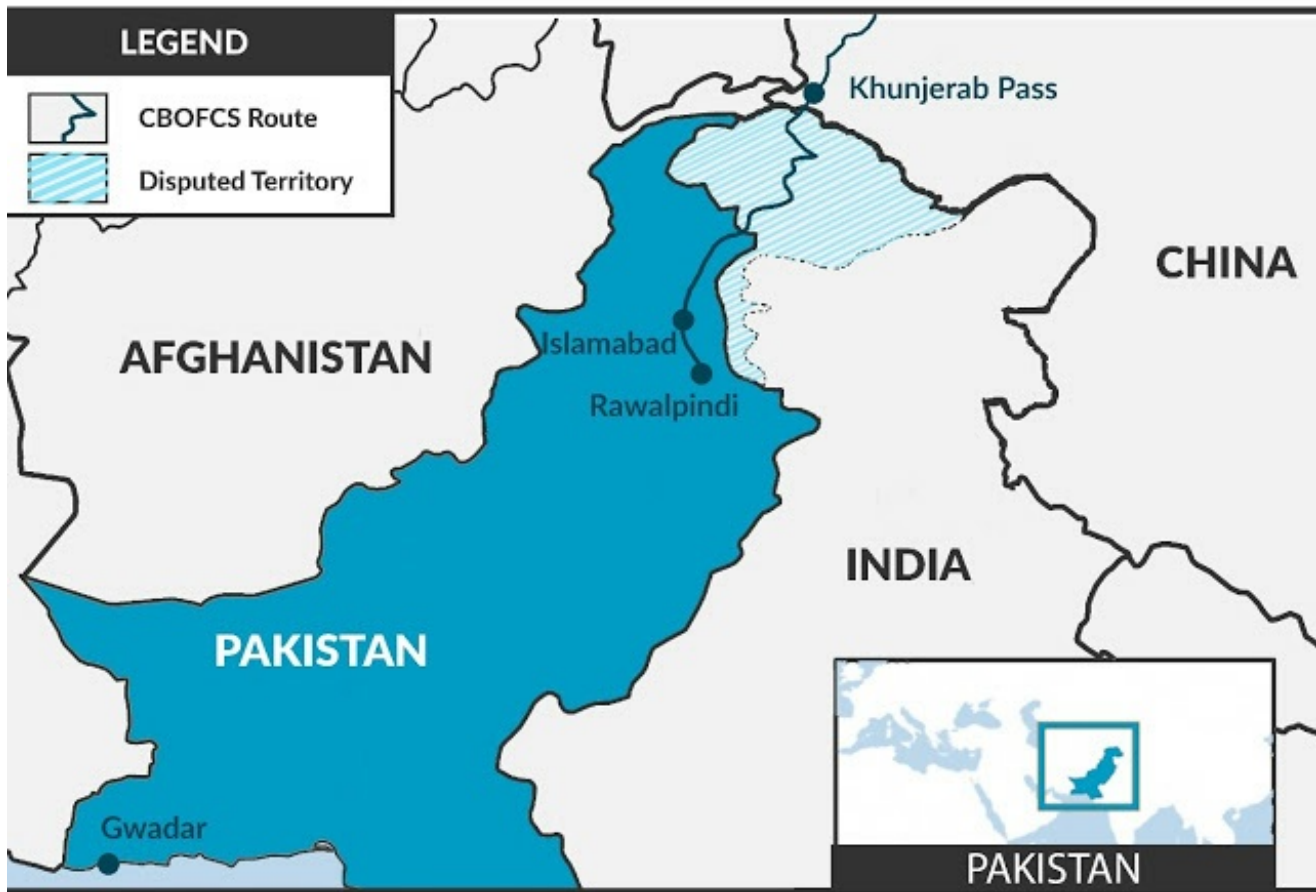 LEGEND
CBOFCS Route
Disputed Territory
Khunjerab Pass
CHINA
AFGHANISTAN
Islamabad
Rawalpindi
INDIA
PAKISTAN
Gwadar
PAKISTAN